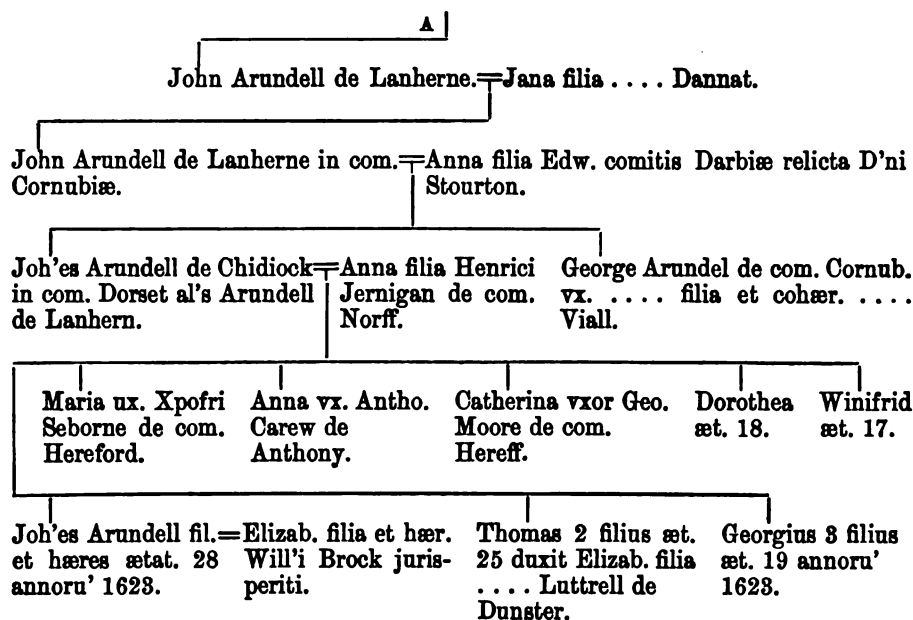 A
John Arundell de Lanherne.=Jana filia .... Dannat.
John Arundell de Lanherne in com.=Anna filia Edw. comitis Darbiæ relicta D'ni
Cornubiæ.
Stourton.
Joh'es Arundell de Chidiock=Anna filia Henrici
in com. Dorset al's Arundell
de Lanhern.
Jernigan de com.
Norff.
George Arundel de com. Cornub.
vx. .... filia et cohær. ....
Viall.
Maria ux. Xpofri
Seborne de com.
Hereford.
Anna vx. Antho.
Carew de
Anthony.
Catherina vxor Geo.
Moore de com.
Hereff.
Dorothea
æt. 18.
Winifrid
æt. 17.
Joh'es Arundell fil.=Elizab. filia et hær.
et hæres ætat. 28
annoru' 1623.
Will'i Brock juris-
periti.
Thomas 2 filius æt.
25 duxit Elizab. filia
.... Luttrell de
Dunster.
Georgius 3 filius
æt. 19 annoru'
1623.